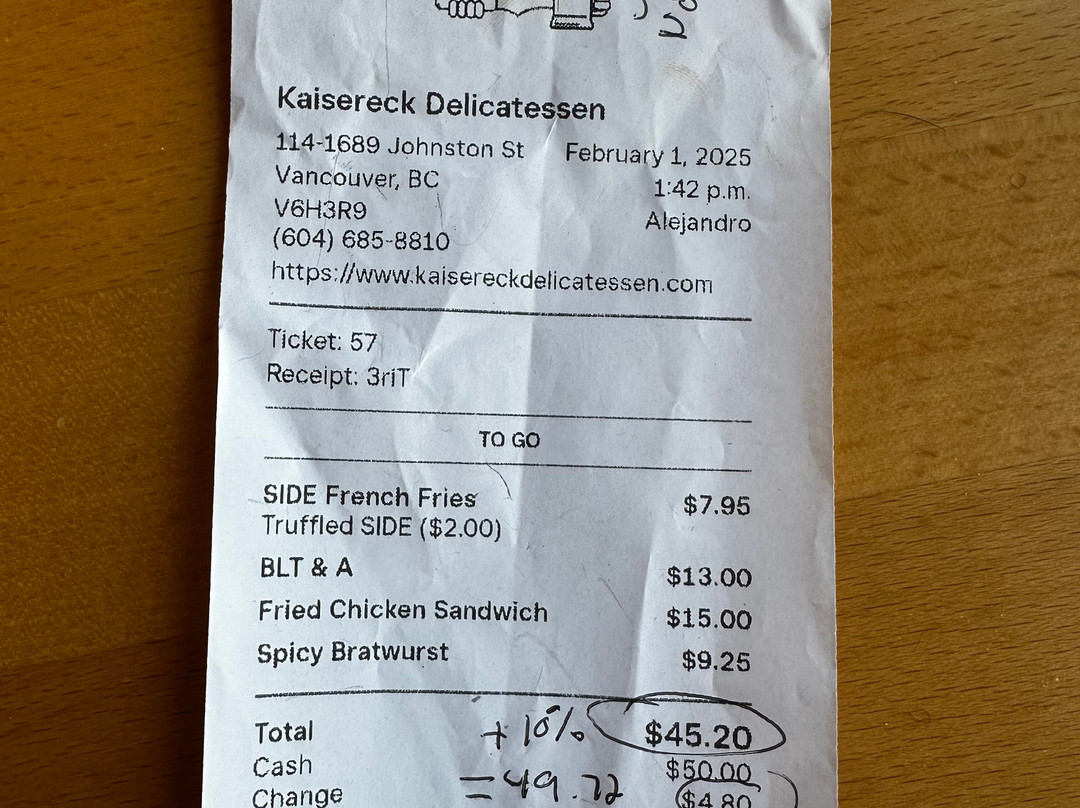 Kaisereck Delicatessen
114-1689 Johnston St February 1, 2025
Vancouver, BC 1:42 p.m.
V6H3R9 Alejandro
(604) 685-8810
https://www.kaisereckdelicatessen.com
Ticket: 57
Receipt: 3riT
TO GO
SIDE French Fries $7.95
Truffled SIDE ($2.00)
BLT & A $13.00
Fried Chicken Sandwich $15.00
Spicy Bratwurst $9.25
Total + 10% $45.20
Cash $50.00
= 49.72
Change $4.80